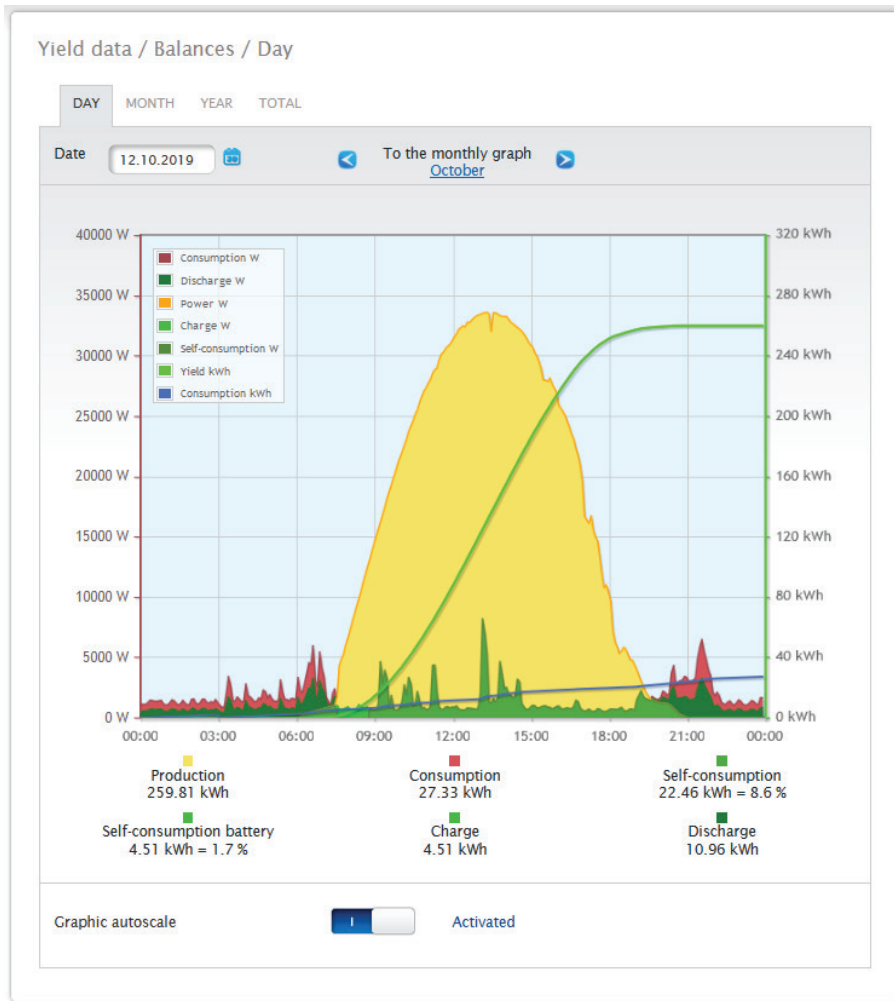 Yield data / Balances / Day
DAY MONTH YEAR TOTAL
Date 12.10.2019 To the monthly graph
October
40000 W 320 kWh
Consumption W
Discharge W
35000 W 280 kWh
Power W
Charge W
30000 W 240 kWh
Self-consumption W
Yield kWh
Consumption kWh
25000 W 200 kWh
20000 W 160 kWh
15000 W 120 kWh
10000 W 80 kWh
5000 W 40 kWh
0 W 0 kWh
00:00 03:00 06:00 09:00 12:00 15:00 18:00 21:00 00:00
Production Consumption Self-consumption
259.81 kWh 27.33 kWh 22.46 kWh = 8.6 %
Self-consumption battery Charge Discharge
4.51 kWh = 1.7 % 4.51 kWh 10.96 kWh
Graphic autoscale I Activated